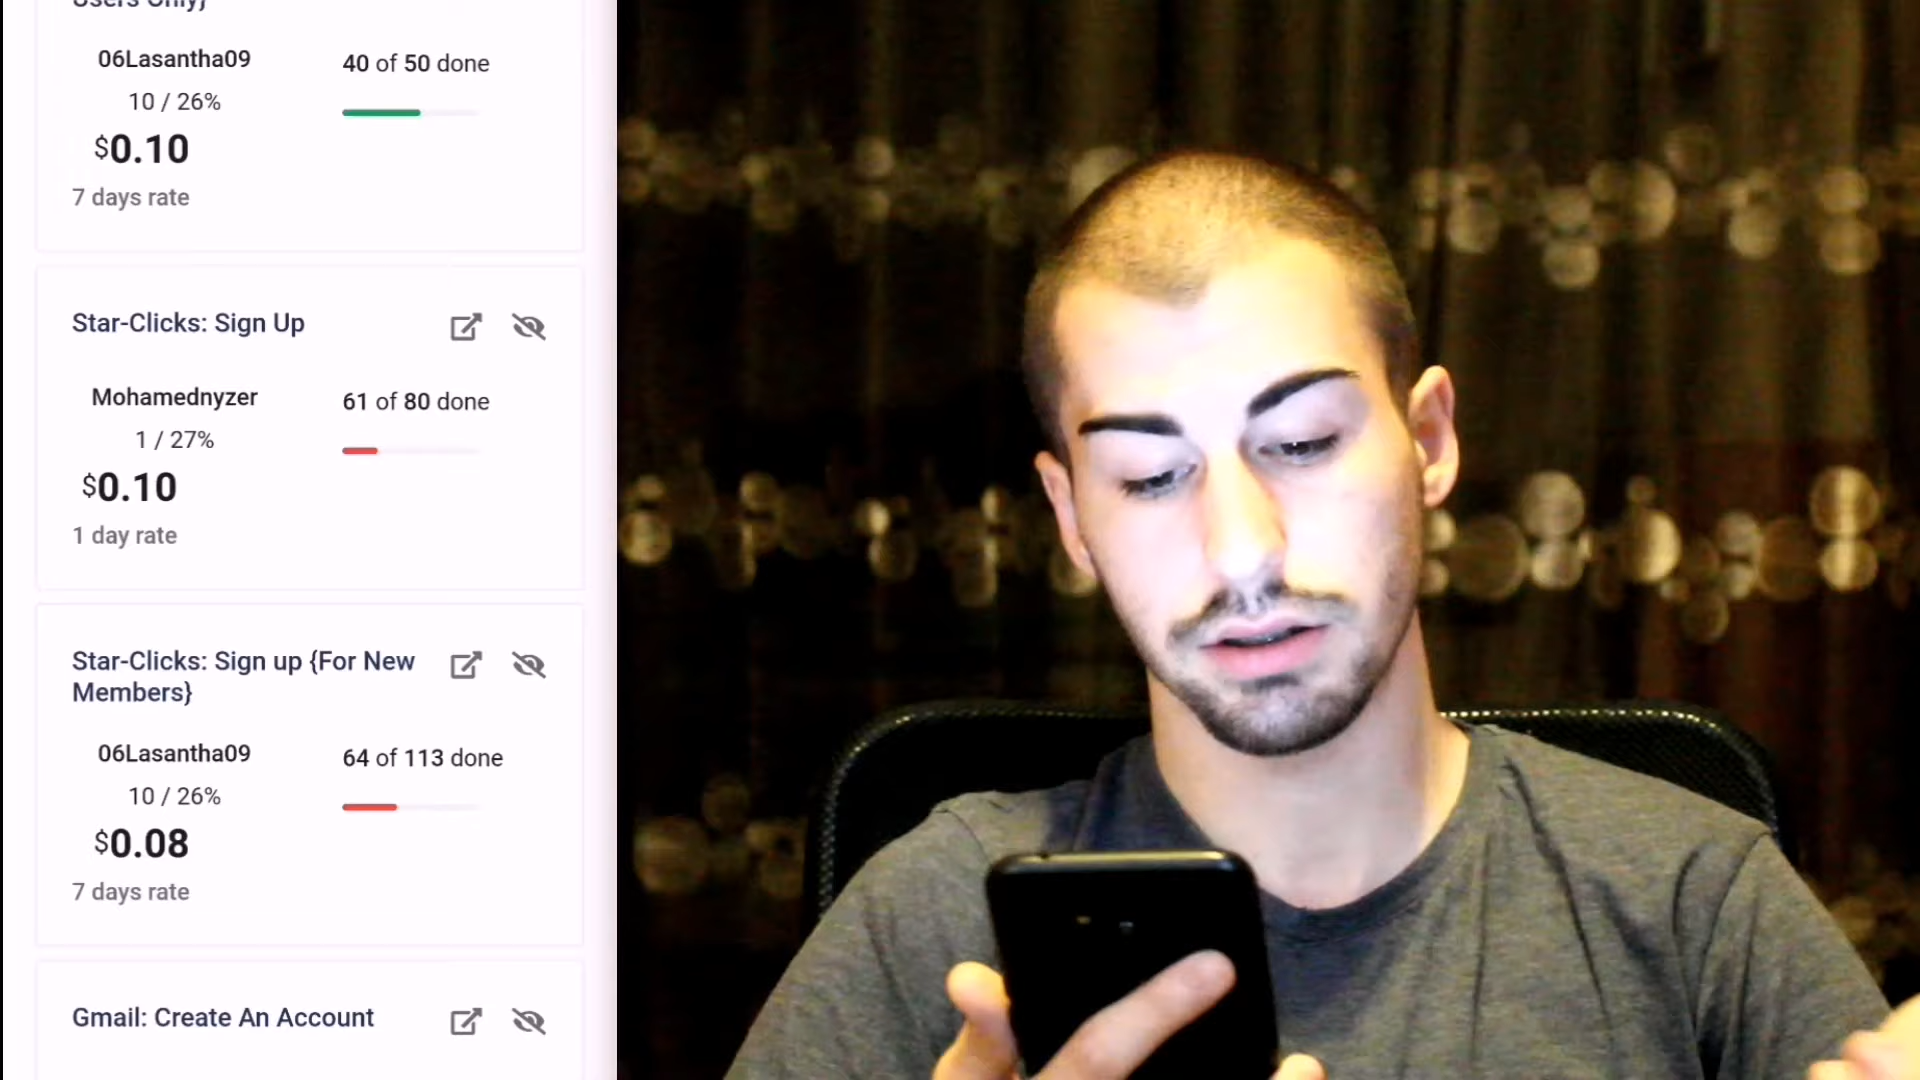 Users Only}
06Lasantha09
40 of 50 done
10 / 26%
$0.10
7 days rate
Star-Clicks: Sign Up
Mohamednyzer
61 of 80 done
1 / 27%
$0.10
1 day rate
Star-Clicks: Sign up {For New
Members}
06Lasantha09
64 of 113 done
10 / 26%
$0.08
7 days rate
Gmail: Create An Account